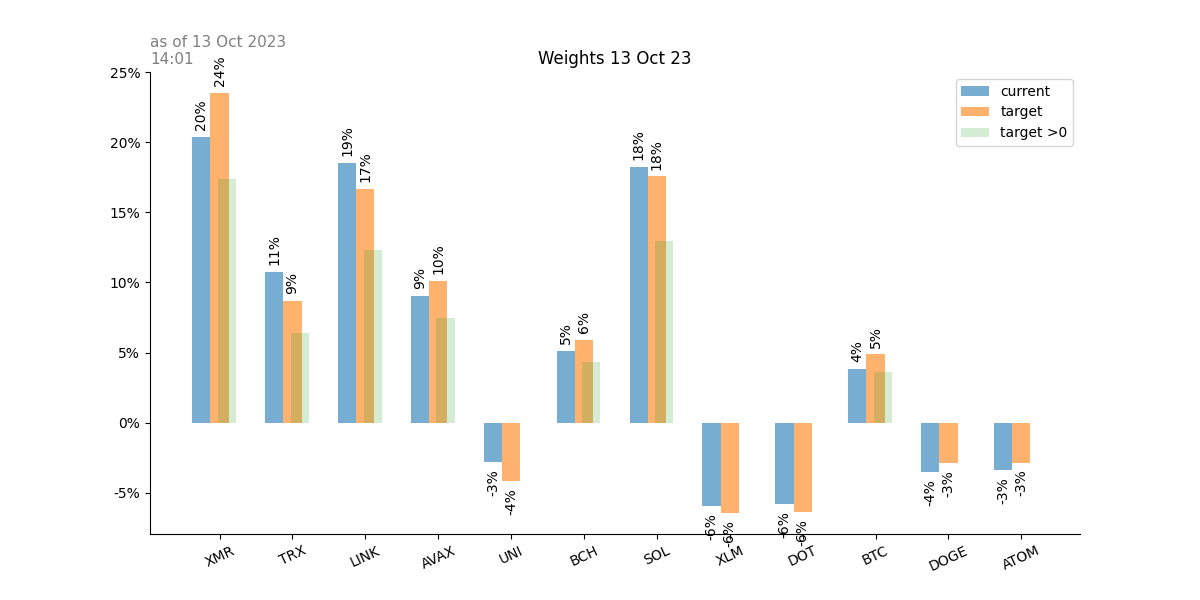 as of 13 Oct 2023
14:01
Weights 13 Oct 23
current
target
target >0
25%
20%
15%
10%
5%
0%
-5%
20%
24%
11%
9%
19%
17%
9%
10%
-3%
-4%
5%
6%
18%
18%
-6%
-6%
-6%
-6%
4%
5%
-4%
-3%
-3%
-3%
XMR
TRX
LINK
AVAX
UNI
BCH
SOL
XLM
DOT
BTC
DOGE
ATOM